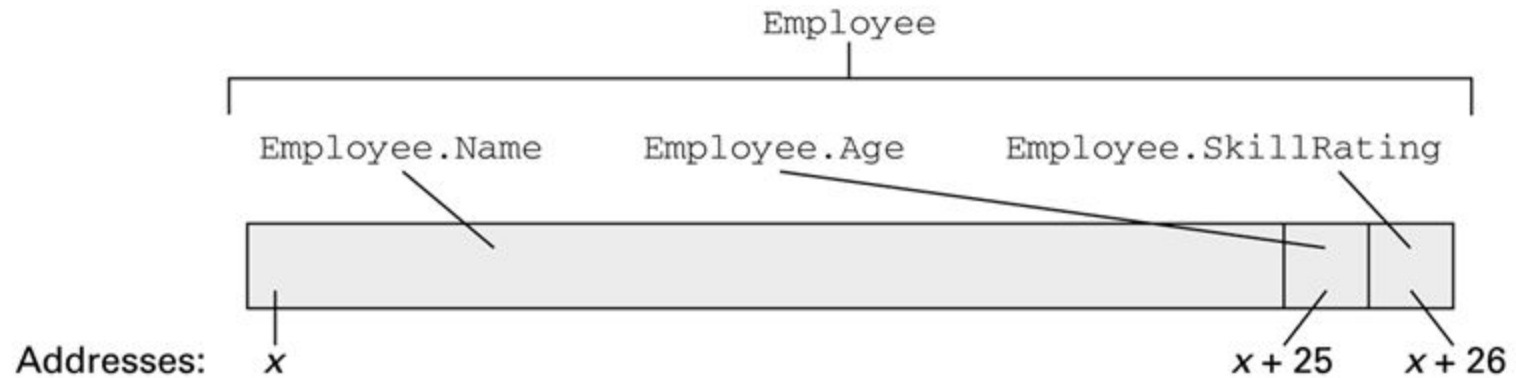 Employee
Employee.Name Employee.Age Employee.SkillRating
Addresses: x x + 25 x + 26